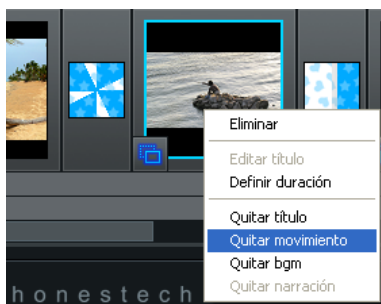 Eliminar
Editar título
Definir duración
Quitar título
Quitar movimiento
Quitar bgm
Quitar narración
honestech